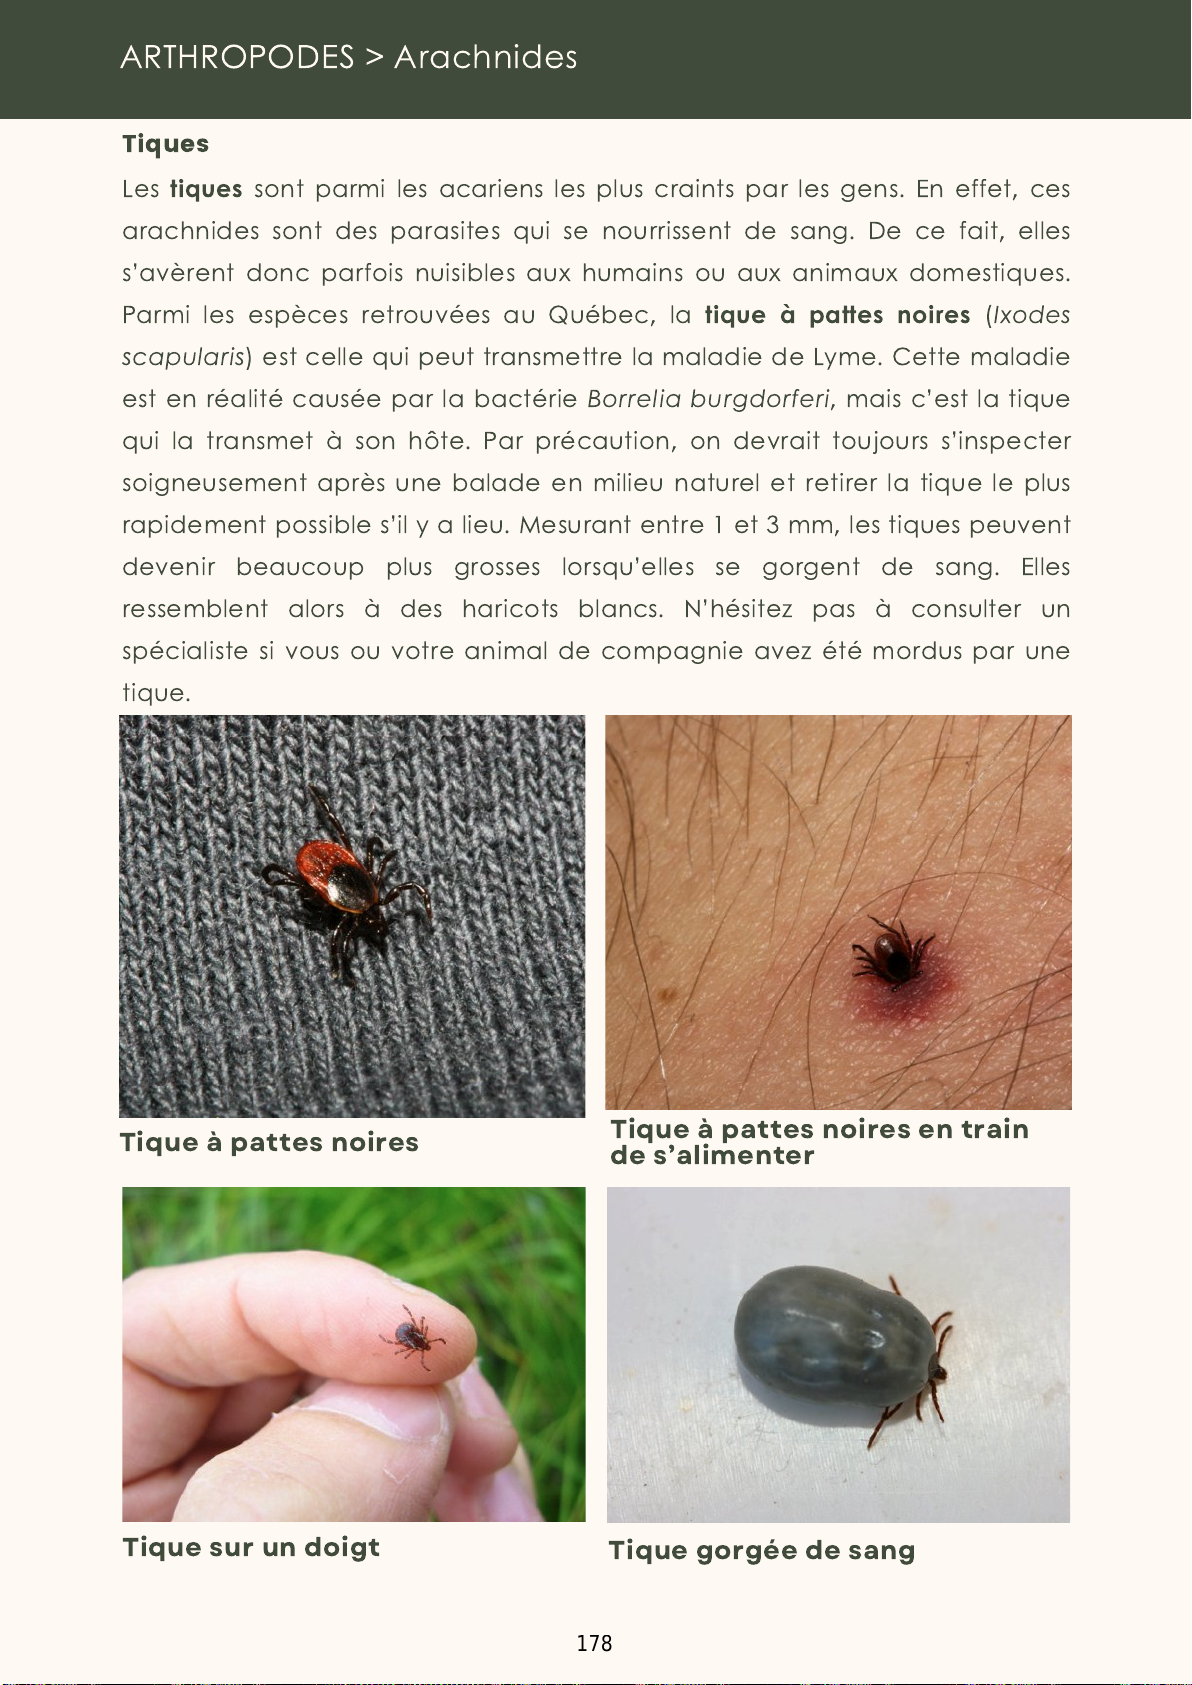 ARTHROPODES > Arachnides
Tiques
Les tiques sont parmi les acariens les plus craints par les gens. En effet, ces
arachnides sont des parasites qui se nourrissent de sang. De ce fait, elles
s'avèrent donc parfois nuisibles aux humains ou aux animaux domestiques.
Parmi les espèces retrouvées au Québec, la tique à pattes noires (Ixodes
scapularis) est celle qui peut transmettre la maladie de Lyme. Cette maladie
est en réalité causée par la bactérie Borrelia burgdorferi, mais c'est la tique
qui la transmet à son hôte. Par précaution, on devrait toujours s'inspecter
soigneusement après une balade en milieu naturel et retirer la tique le plus
rapidement possible s'il y a lieu. Mesurant entre 1 et 3 mm, les tiques peuvent
devenir beaucoup plus grosses lorsqu'elles se gorgent de sang. Elles
ressemblent alors à des haricots blancs. N'hésitez pas à consulter un
spécialiste si vous ou votre animal de compagnie avez été mordus par une
tique.
Tique à pattes noires
Tique à pattes noires en train
de s'alimenter
Tique sur un doigt
Tique gorgée de sang
178